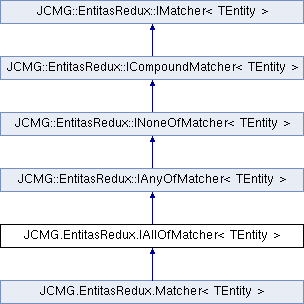 JCMG::EntitasRedux::IMatcher< TEntity >
JCMG::EntitasRedux::ICompoundMatcher< TEntity >
JCMG::EntitasRedux::INoneOfMatcher< TEntity >
JCMG::EntitasRedux::IAnyOfMatcher< TEntity >
JCMG.EntitasRedux.IAllOfMatcher< TEntity >
JCMG.EntitasRedux.Matcher< TEntity >